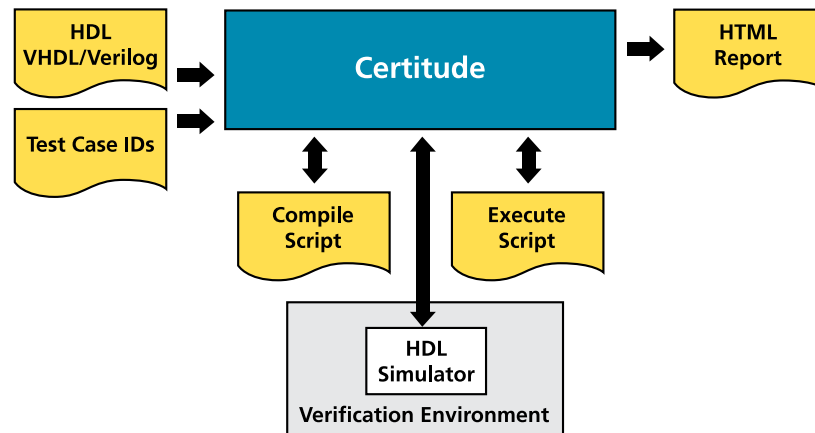 HDL
VHDL/Verilog
Certitude
HTML
Report
Test Case IDs
Compile
Script
Execute
Script
HDL
Simulator
Verification Environment